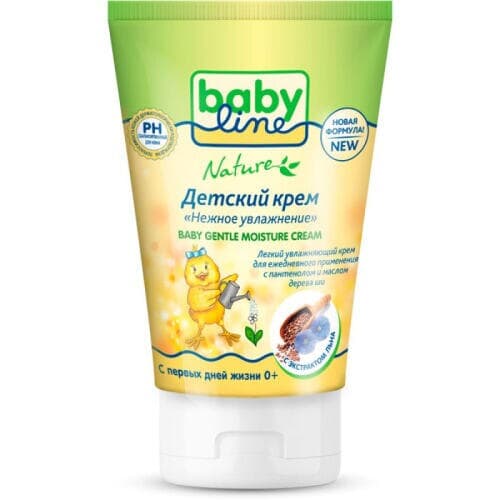 baby
line
Nature
PH
НОВАЯ
ФОРМУЛА!
NEW
Детский крем
«Нежное увлажнение»
BABY GENTLE MOISTURE CREAM
Легкий увлажняющий крем
для ежедневного применения
с пантенолом и маслом
дерева ши
С ЭКСТРАКТОМ ЛЬНА
С первых дней жизни 0+